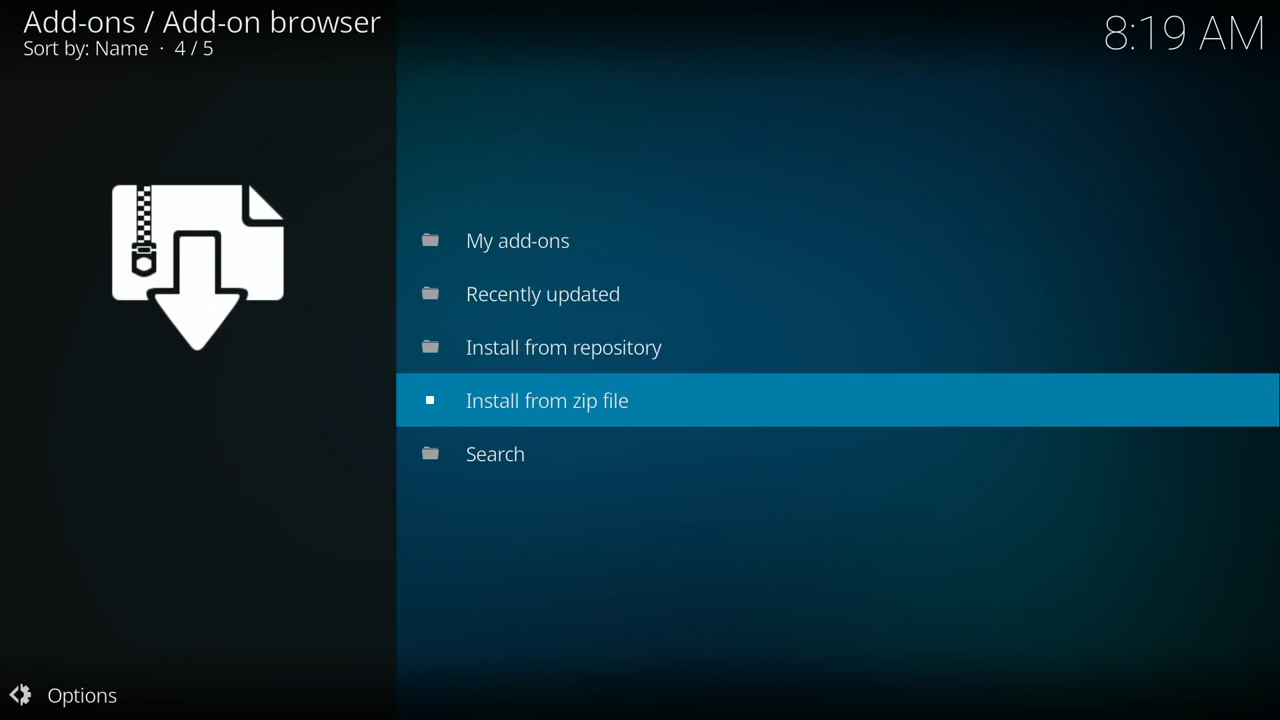 Add-ons / Add-on browser
Sort by: Name · 4 / 5
8:19 AM
My add-ons
Recently updated
Install from repository
Install from zip file
Search
Options